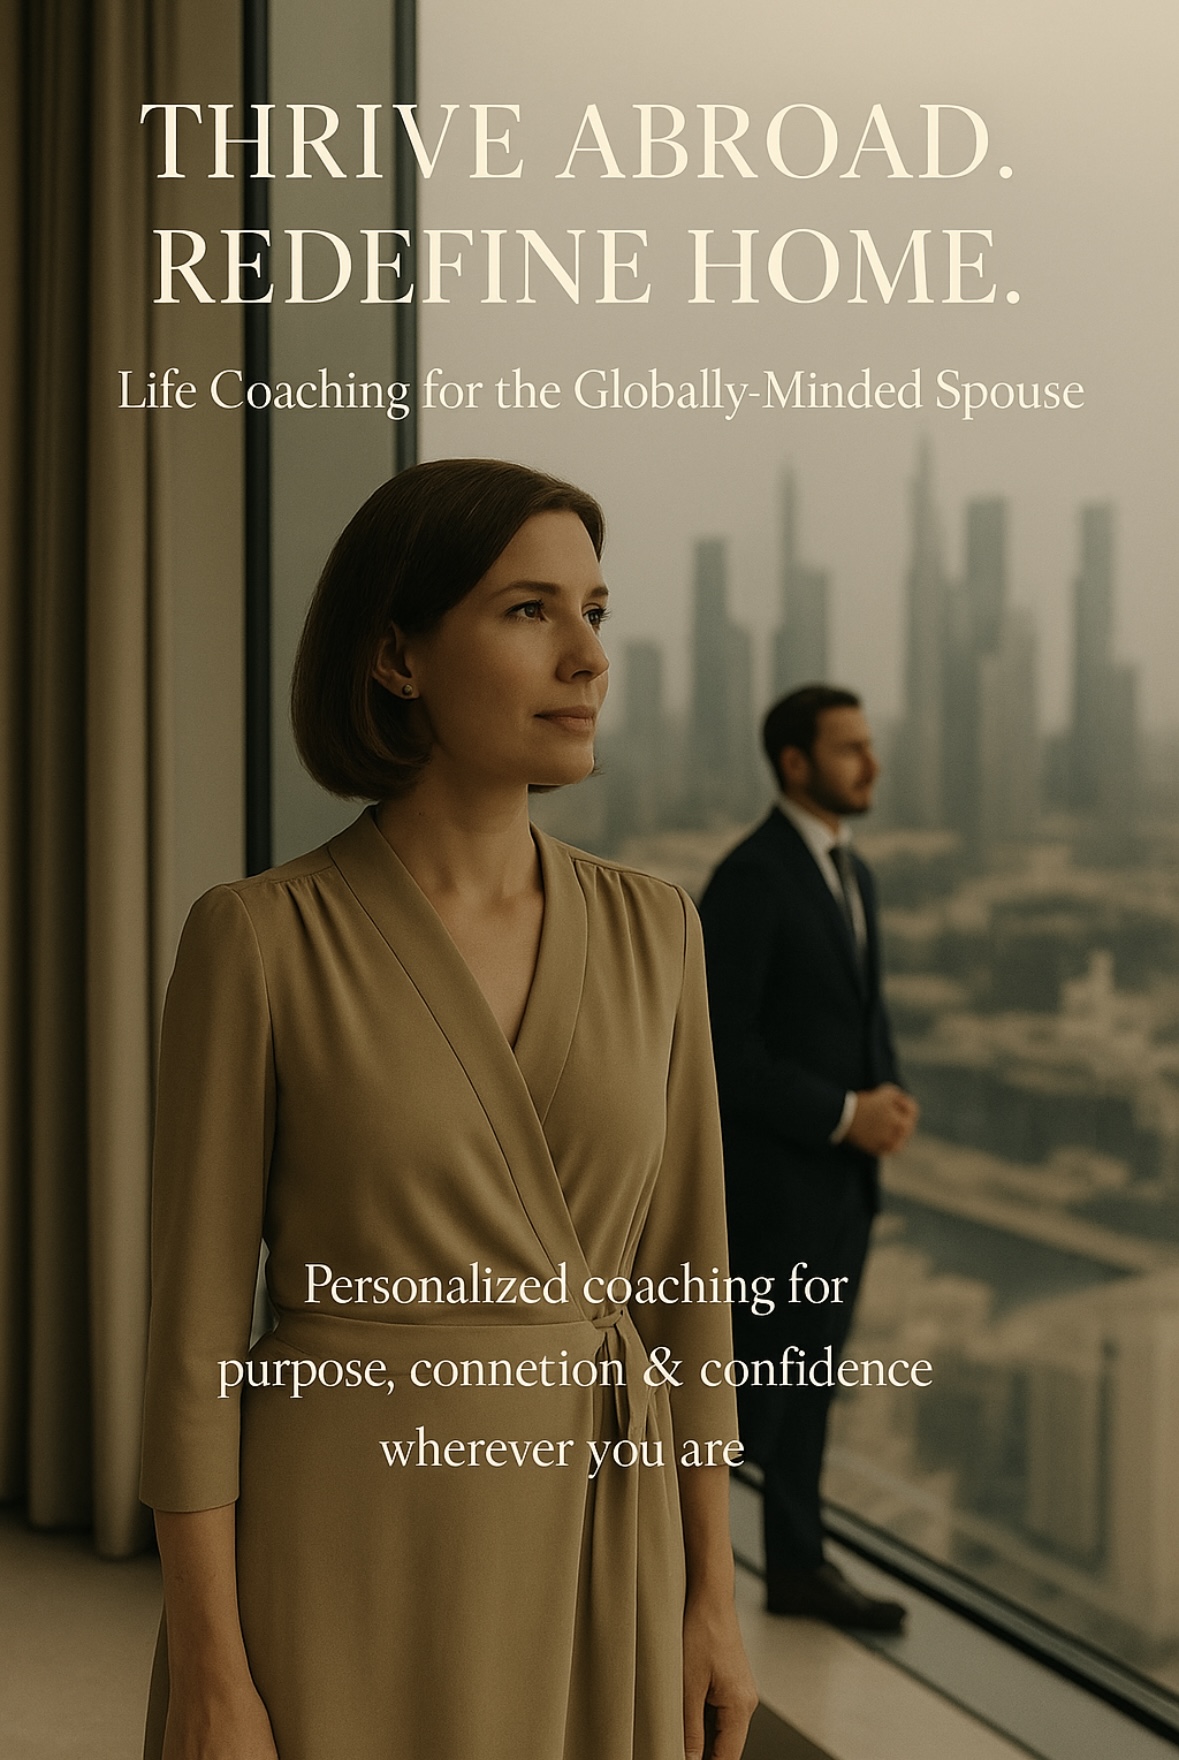 THRIVE ABROAD.
REDEFINE HOME.
Life Coaching for the Globally-Minded Spouse
Personalized coaching for
purpose, connetion & confidence
wherever you are